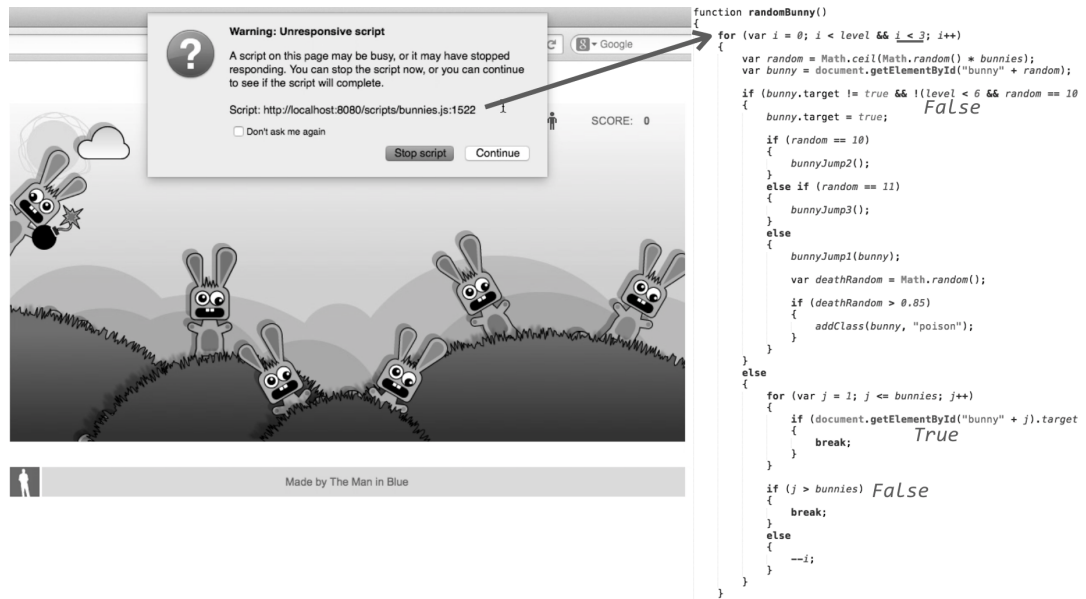 Warning: Unresponsive script
A script on this page may be busy, or it may have stopped
responding. You can stop the script now, or you can continue
to see if the script will complete.
Script: http://localhost:8080/scripts/bunnies.js:1522
Don't ask me again
Stop script
Continue
Google
SCORE: 0
Made by The Man in Blue
function randomBunny()
{
for (var i = 0; i < level && i < 3; i++)
{
var random = Math.ceil(Math.random() * bunnies);
var bunny = document.getElementById("bunny" + random);
if (bunny.target != true && !(level < 6 && random == 10
{
False
bunny.target = true;
if (random == 10)
{
bunnyJump2();
}
else if (random == 11)
{
bunnyJump3();
}
else
{
bunnyJump1(bunny);
var deathRandom = Math.random();
if (deathRandom > 0.85)
{
addClass(bunny, "poison");
}
}
}
else
{
for (var j = 1; j <= bunnies; j++)
{
if (document.getElementById("bunny" + j).target
{
True
break;
}
}
if (j > bunnies) False
{
break;
}
else
{
--i;
}
}
}